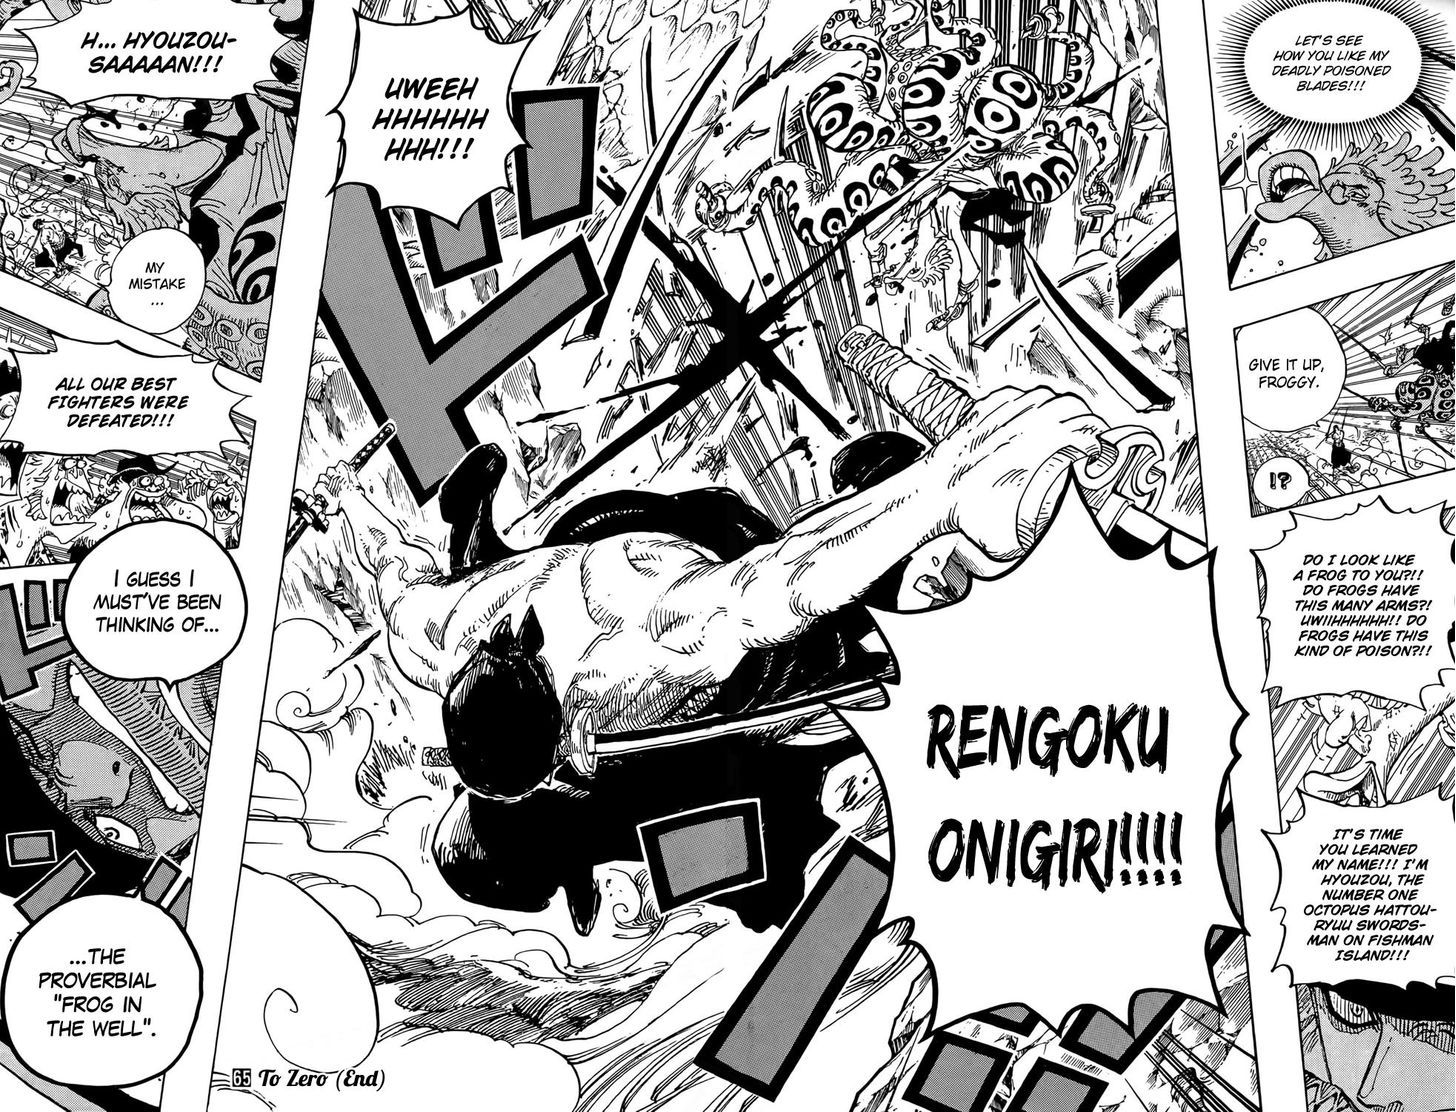 LET'S SEE
HOW YOU LIKE MY
DEADLY POISONED
BLADES!!!
GIVE IT UP,
FROGGY.
!?
DO I LOOK LIKE
A FROG TO YOU?!!
DO FROGS HAVE
THIS MANY ARMS?!
UWIIHHHHHH!! DO
FROGS HAVE THIS
KIND OF POISON?!!
IT'S TIME
YOU LEARNED
MY NAME!!! I'M
HYOUZOU, THE
NUMBER ONE
OCTOPUS HATTOU-
RYUU SWORDS-
MAN ON FISHMAN
ISLAND!!!
RENGOKU
ONIGIRI!!!!
UWEEH
HHHHHH
HHH!!!
ド
ドン
H... HYOUZOU-
SAAAAAN!!!
MY
MISTAKE
...
ALL OUR BEST
FIGHTERS WERE
DEFEATED!!!
I GUESS I
MUST'VE BEEN
THINKING OF...
...THE
PROVERBIAL
"FROG IN
THE WELL".
65 To Zero (End)